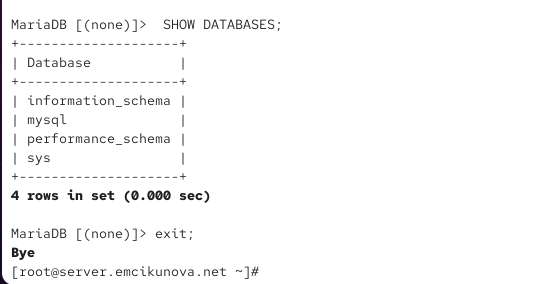 MariaDB [(none)]>  SHOW DATABASES;
+--------------------+
| Database           |
+--------------------+
| information_schema |
| mysql              |
| performance_schema |
| sys                |
+--------------------+
4 rows in set (0.000 sec)
MariaDB [(none)]> exit;
Bye
[root@server.emcikunova.net ~]#